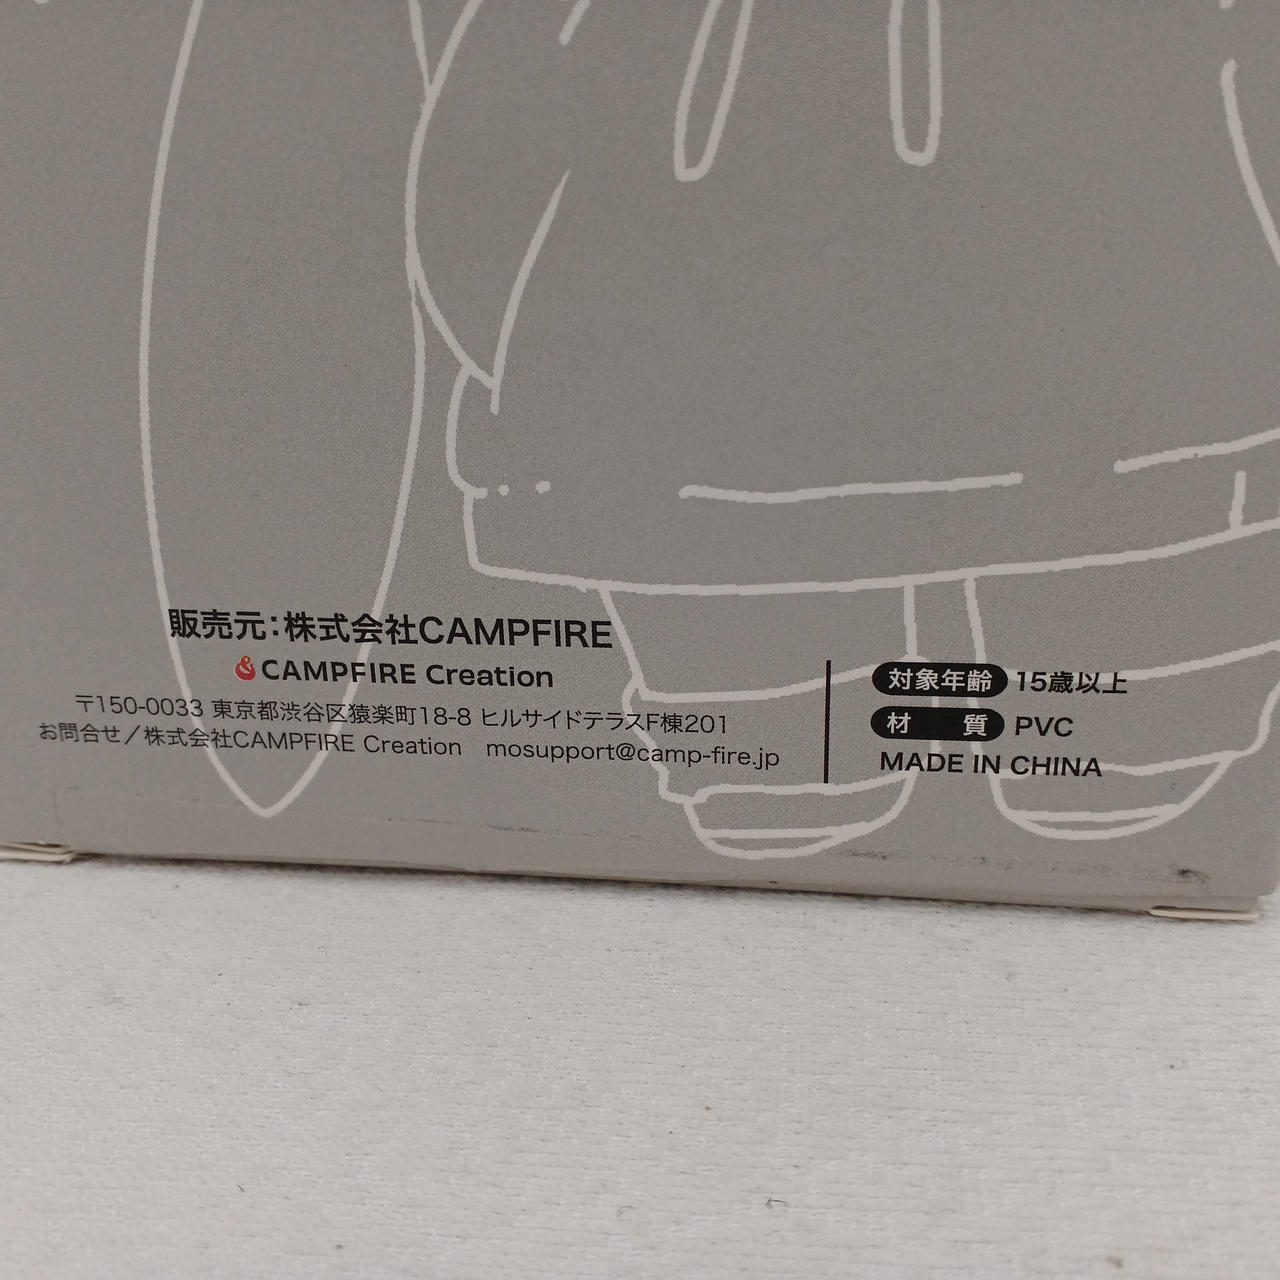 販売元：株式会社CAMPFIRE
CAMPFIRE Creation
〒150-0033 東京都渋谷区猿楽町18-8 ヒルサイドテラスF棟201
お問合せ／株式会社CAMPFIRE Creation mosupport@camp-fire.jp
対象年齢 15歳以上
材 質 PVC
MADE IN CHINA